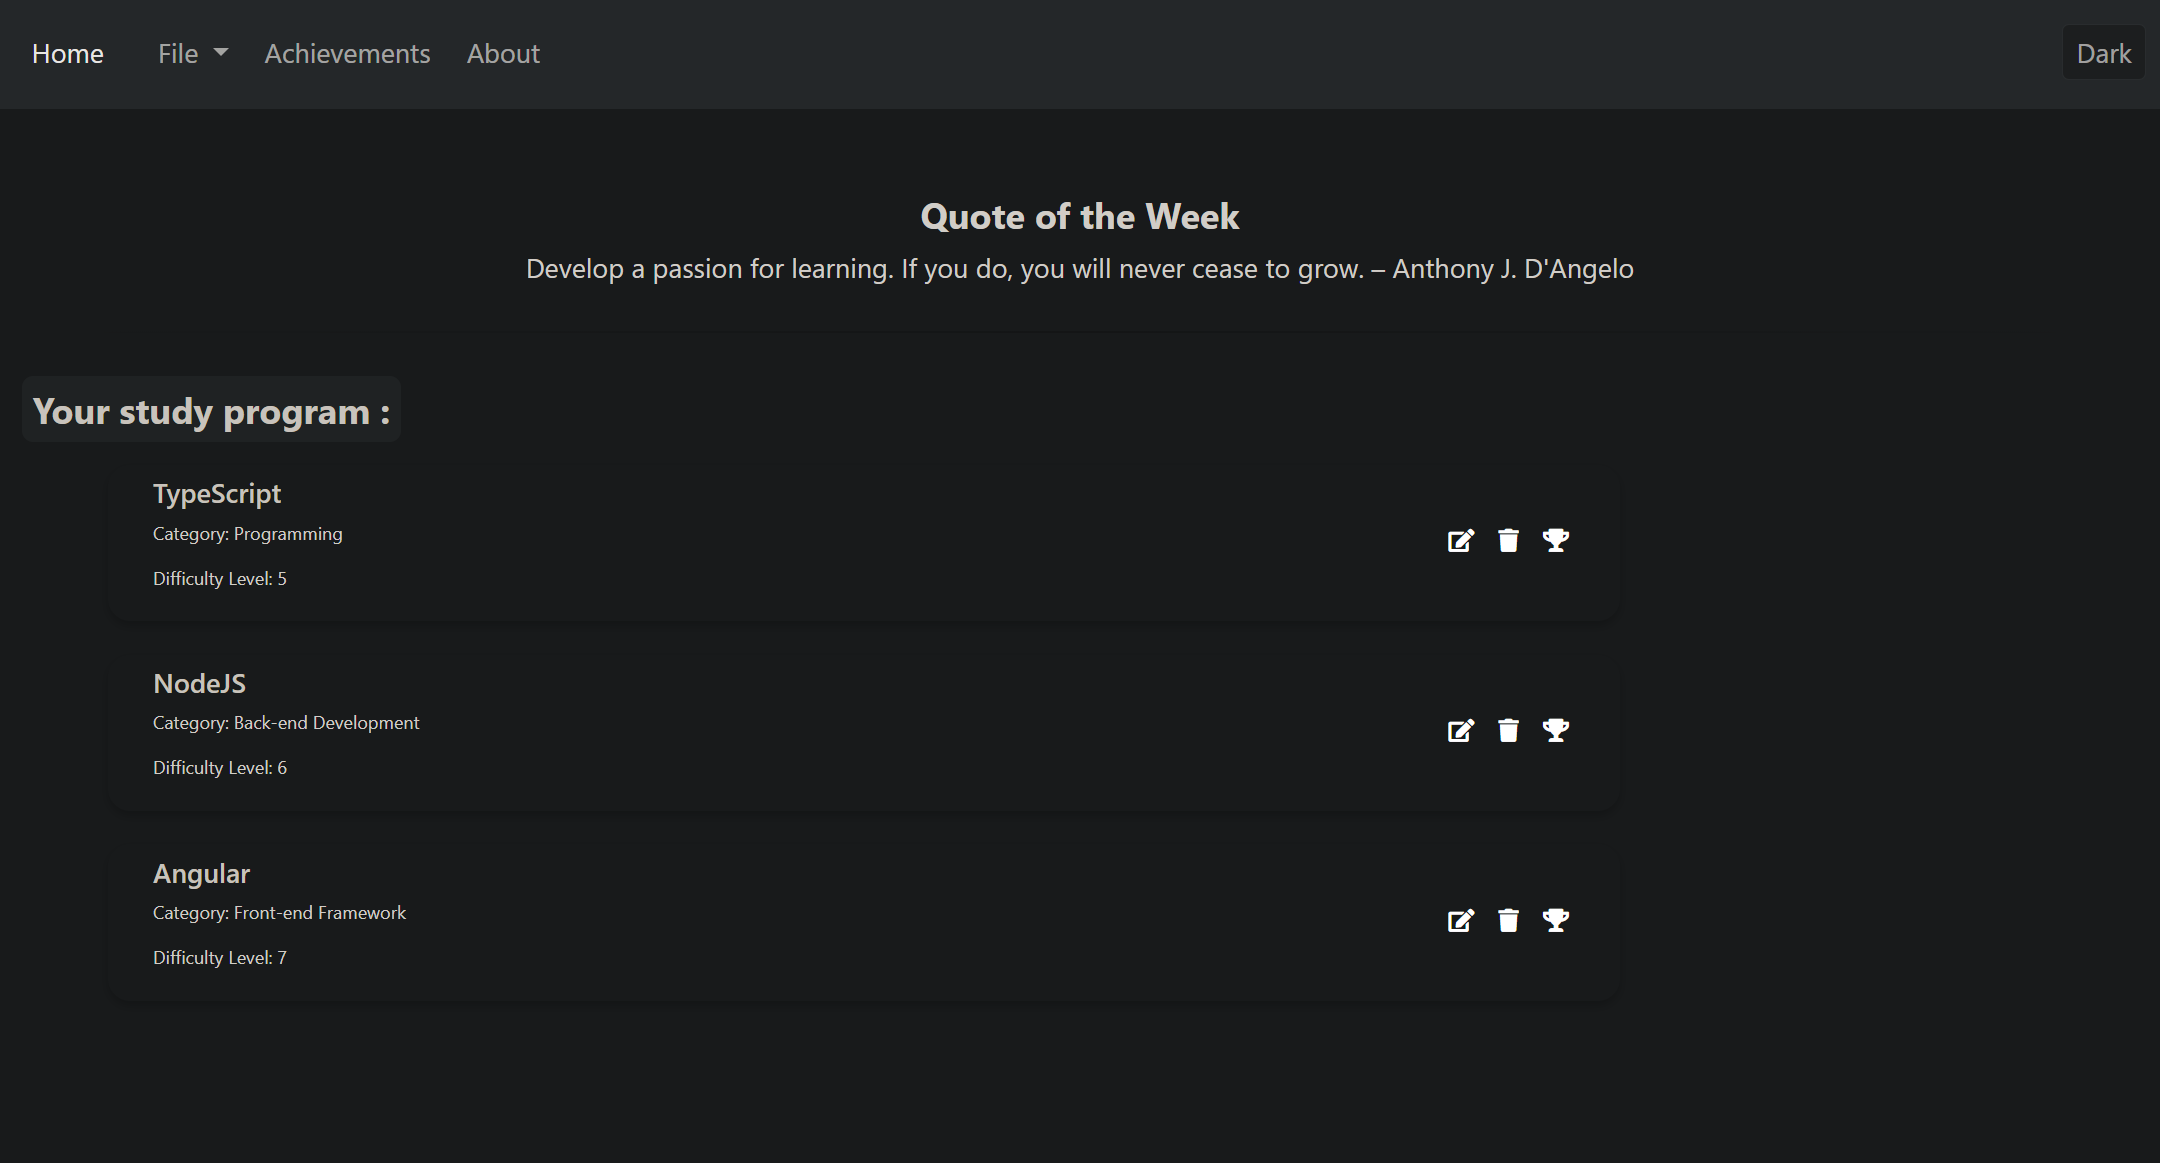 Home File Achievements About Dark
Quote of the Week
Develop a passion for learning. If you do, you will never cease to grow. – Anthony J. D'Angelo
Your study program :
TypeScript
Category: Programming
Difficulty Level: 5
NodeJS
Category: Back-end Development
Difficulty Level: 6
Angular
Category: Front-end Framework
Difficulty Level: 7